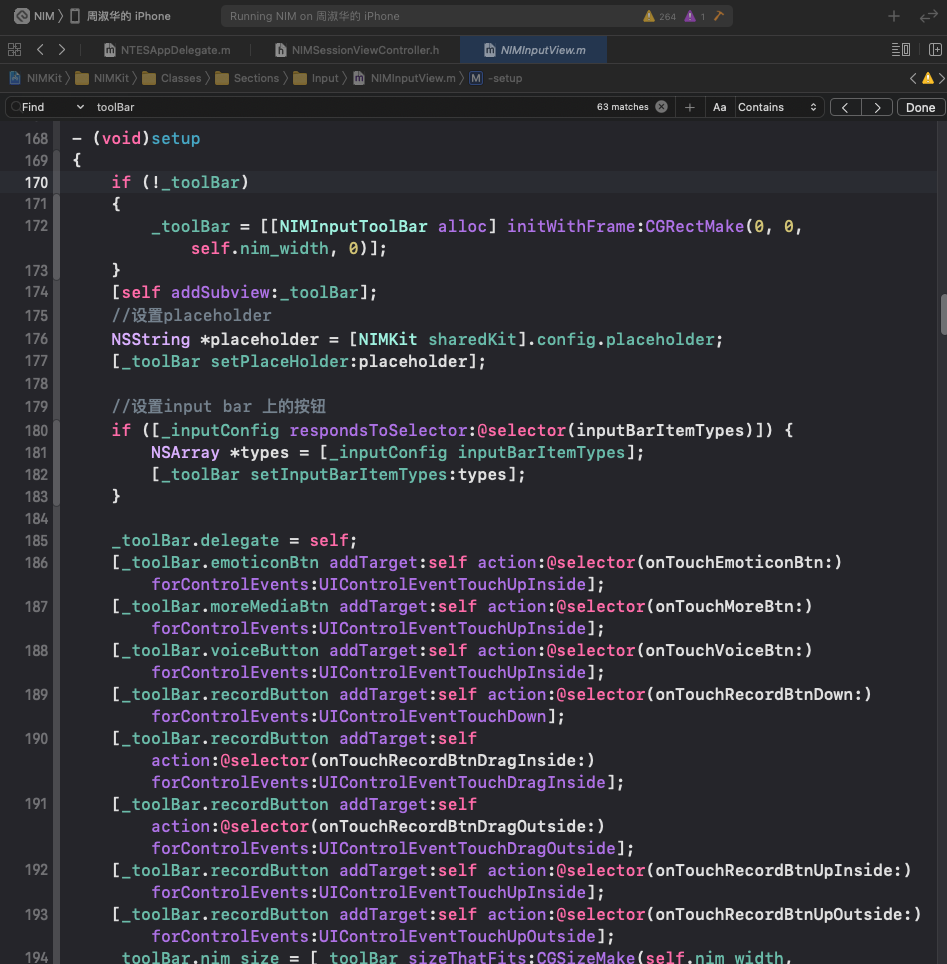 NIM 〉 周淑华的 iPhone
Running NIM on 周淑华的 iPhone
264
1
NTESAppDelegate.m
NIMSessionViewController.h
NIMInputView.m
NIMKit 〉 NIMKit 〉 Classes 〉 Sections 〉 Input 〉 NIMInputView.m 〉 M -setup
Find
toolBar
63 matches
Aa
Contains
Done
168 - (void)setup
169 {
170 if (!_toolBar)
171 {
172 _toolBar = [[NIMInputToolBar alloc] initWithFrame:CGRectMake(0, 0,
self.nim_width, 0)];
173 }
174 [self addSubview:_toolBar];
175 //设置placeholder
176 NSString *placeholder = [NIMKit sharedKit].config.placeholder;
177 [_toolBar setPlaceHolder:placeholder];
178
179 //设置input bar 上的按钮
180 if ([_inputConfig respondsToSelector:@selector(inputBarItemTypes)]) {
181 NSArray *types = [_inputConfig inputBarItemTypes];
182 [_toolBar setInputBarItemTypes:types];
183 }
184
185 _toolBar.delegate = self;
186 [_toolBar.emoticonBtn addTarget:self action:@selector(onTouchEmoticonBtn:)
forControlEvents:UIControlEventTouchUpInside];
187 [_toolBar.moreMediaBtn addTarget:self action:@selector(onTouchMoreBtn:)
forControlEvents:UIControlEventTouchUpInside];
188 [_toolBar.voiceButton addTarget:self action:@selector(onTouchVoiceBtn:)
forControlEvents:UIControlEventTouchUpInside];
189 [_toolBar.recordButton addTarget:self action:@selector(onTouchRecordBtnDown:)
forControlEvents:UIControlEventTouchDown];
190 [_toolBar.recordButton addTarget:self
action:@selector(onTouchRecordBtnDragInside:)
forControlEvents:UIControlEventTouchDragInside];
191 [_toolBar.recordButton addTarget:self
action:@selector(onTouchRecordBtnDragOutside:)
forControlEvents:UIControlEventTouchDragOutside];
192 [_toolBar.recordButton addTarget:self action:@selector(onTouchRecordBtnUpInside:)
forControlEvents:UIControlEventTouchUpInside];
193 [_toolBar.recordButton addTarget:self action:@selector(onTouchRecordBtnUpOutside:)
forControlEvents:UIControlEventTouchUpOutside];
194 _toolBar.nim_size = [_toolBar sizeThatFits:CGSizeMake(self.nim_width,